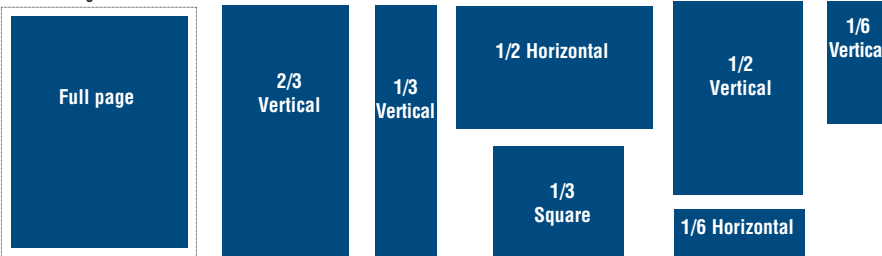 Full page
2/3
Vertical
1/3
Vertical
1/2 Horizontal
1/3
Square
1/2
Vertical
1/6 Horizontal
1/6
Vertica